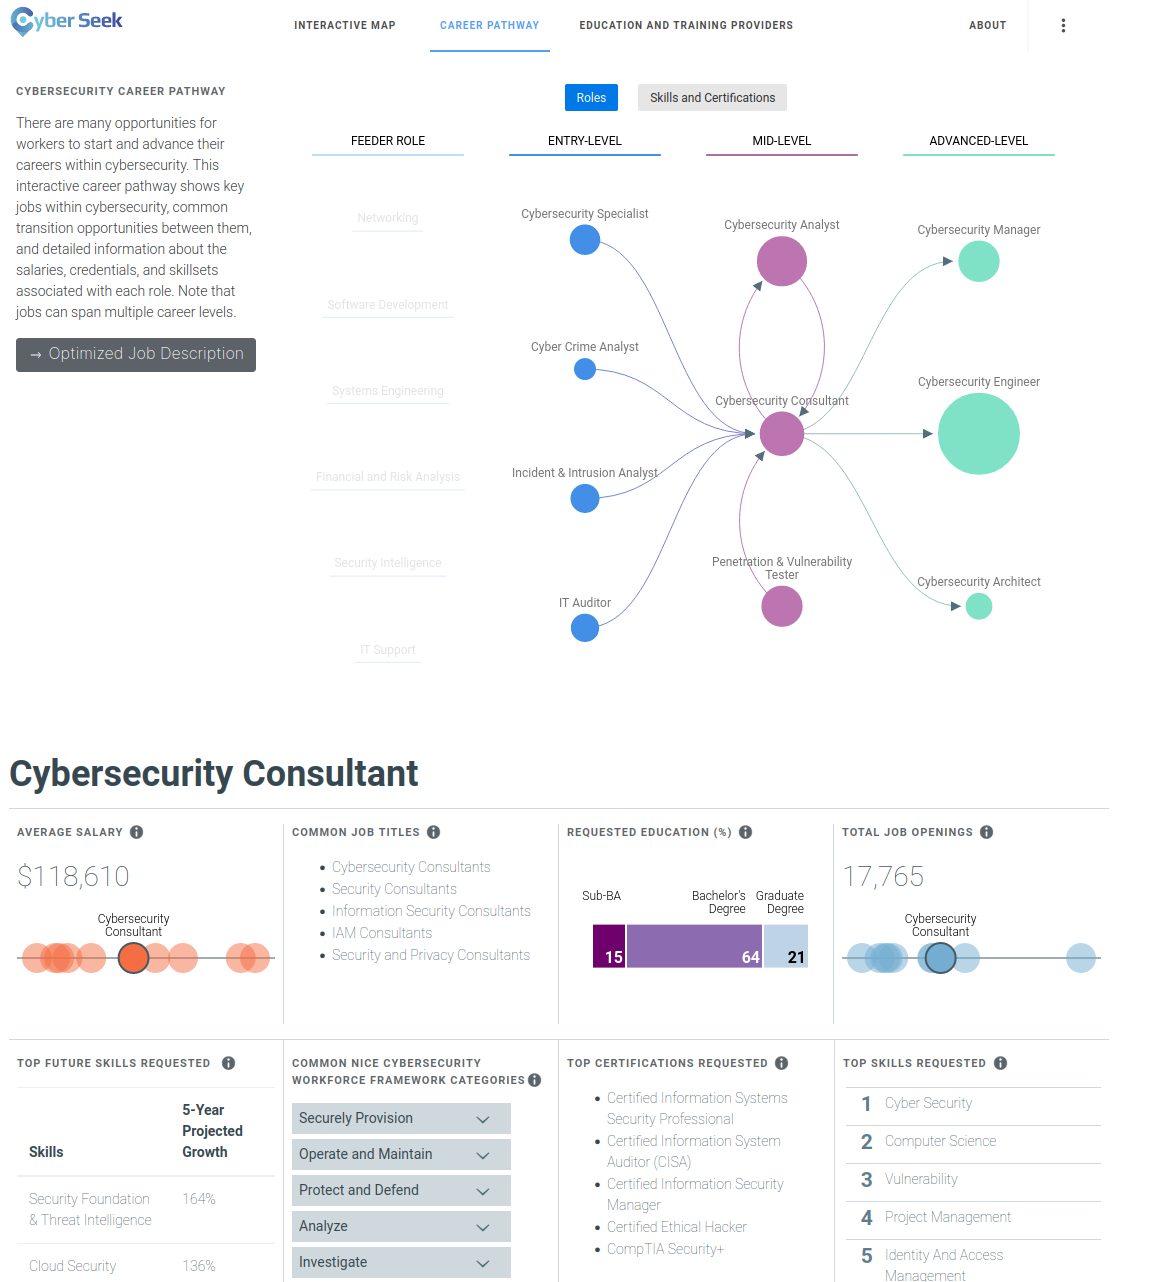 Cyber Seek
INTERACTIVE MAP
CAREER PATHWAY
EDUCATION AND TRAINING PROVIDERS
ABOUT
CYBERSECURITY CAREER PATHWAY
There are many opportunities for
workers to start and advance their
careers within cybersecurity. This
interactive career pathway shows key
jobs within cybersecurity, common
transition opportunities between them,
and detailed information about the
salaries, credentials, and skillsets
associated with each role. Note that
jobs can span multiple career levels.
→ Optimized Job Description
Roles
Skills and Certifications
FEEDER ROLE
ENTRY-LEVEL
MID-LEVEL
ADVANCED-LEVEL
Networking
Software Development
Systems Engineering
Financial and Risk Analysis
Security Intelligence
IT Support
Cybersecurity Specialist
Cyber Crime Analyst
Incident & Intrusion Analyst
IT Auditor
Cybersecurity Analyst
Cybersecurity Consultant
Penetration & Vulnerability
Tester
Cybersecurity Manager
Cybersecurity Engineer
Cybersecurity Architect
Cybersecurity Consultant
AVERAGE SALARY
$118,610
Cybersecurity
Consultant
COMMON JOB TITLES
• Cybersecurity Consultants
• Security Consultants
• Information Security Consultants
• IAM Consultants
• Security and Privacy Consultants
REQUESTED EDUCATION (%)
Sub-BA
Bachelor's
Degree
Graduate
Degree
15
64
21
TOTAL JOB OPENINGS
17,765
Cybersecurity
Consultant
TOP FUTURE SKILLS REQUESTED
Skills
5-Year
Projected
Growth
Security Foundation
& Threat Intelligence
164%
Cloud Security
136%
COMMON NICE CYBERSECURITY
WORKFORCE FRAMEWORK CATEGORIES
Securely Provision
Operate and Maintain
Protect and Defend
Analyze
Investigate
TOP CERTIFICATIONS REQUESTED
• Certified Information Systems
Security Professional
• Certified Information System
Auditor (CISA)
• Certified Information Security
Manager
• Certified Ethical Hacker
• CompTIA Security+
TOP SKILLS REQUESTED
1 Cyber Security
2 Computer Science
3 Vulnerability
4 Project Management
5 Identity And Access
Management